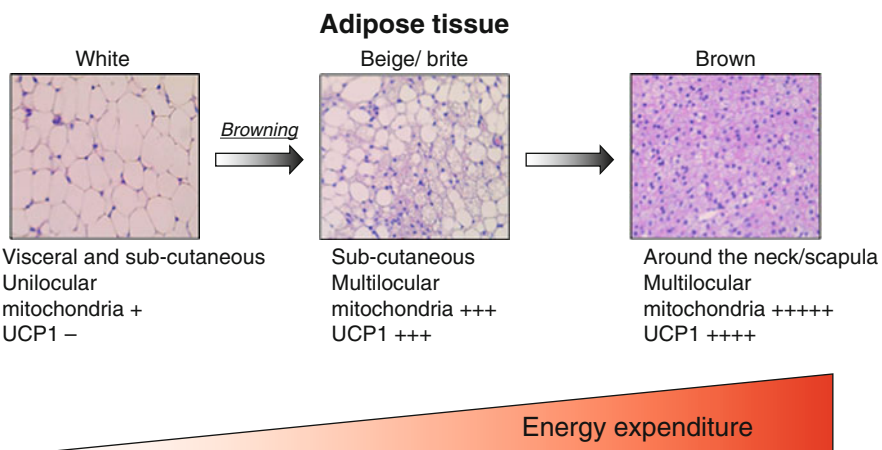 Adipose tissue
White
Beige/ brite
Brown
Browning
Visceral and sub-cutaneous
Unilocular
mitochondria +
UCP1 –
Sub-cutaneous
Multilocular
mitochondria +++
UCP1 +++
Around the neck/scapula
Multilocular
mitochondria +++++
UCP1 ++++
Energy expenditure